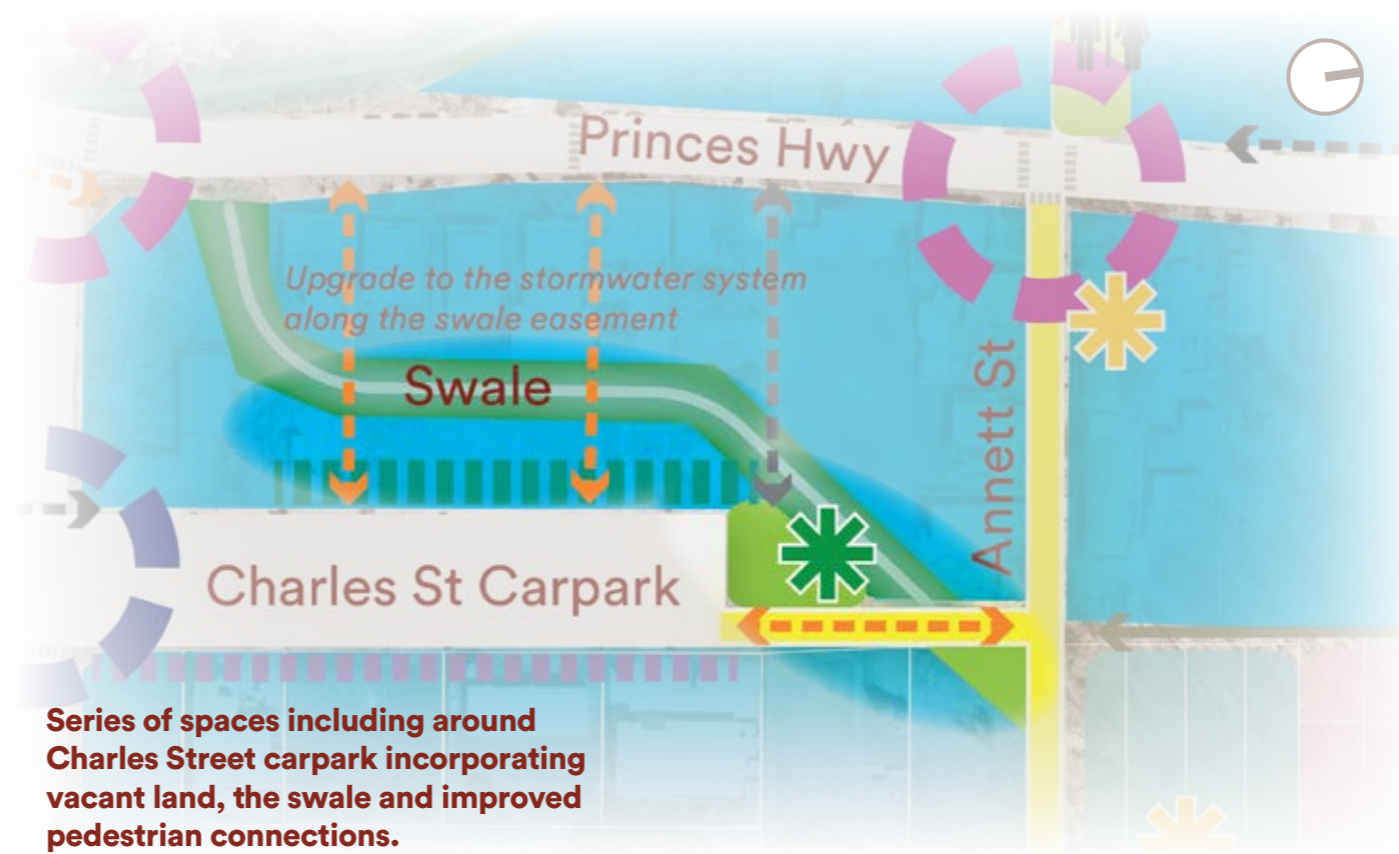 Princes Hwy
Upgrade to the stormwater system
along the swale easement
Swale
Annett St
Charles St Carpark
Series of spaces including around
Charles Street carpark incorporating
vacant land, the swale and improved
pedestrian connections.